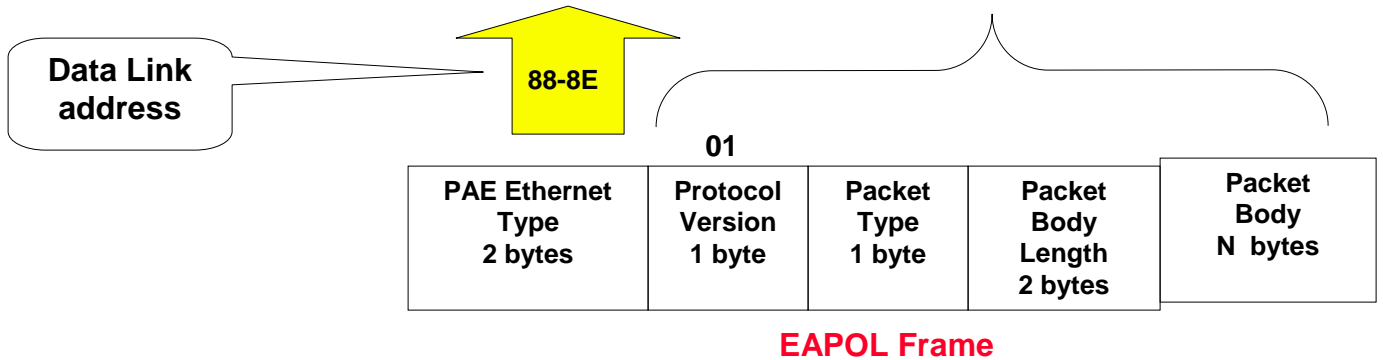 Data Link
address
88-8E
01
PAE Ethernet
Type
2 bytes
Protocol
Version
1 byte
Packet
Type
1 byte
Packet
Body
Length
2 bytes
Packet
Body
N bytes
EAPOL Frame